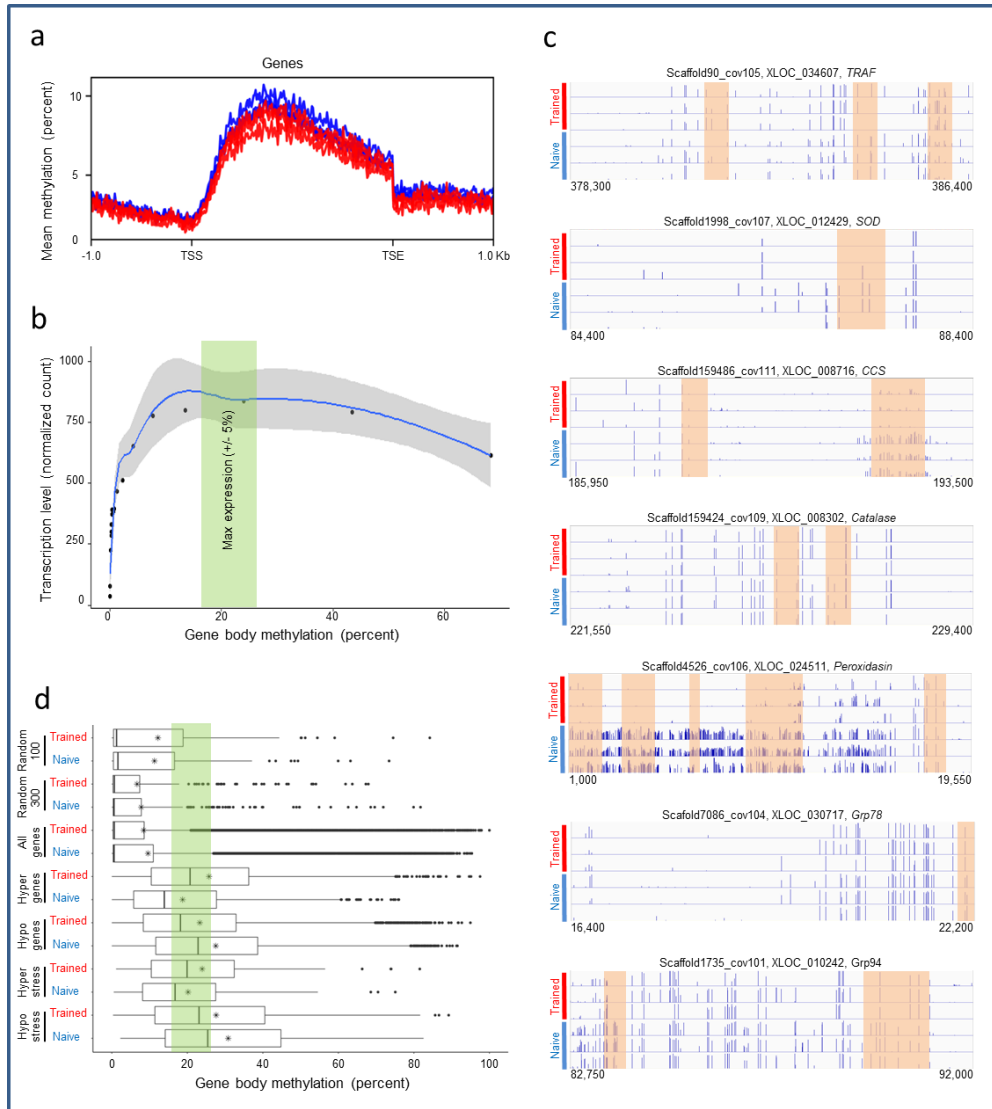 a
Genes
Mean methylation (percent)
10
5
0
-1.0
TSS
TSE
1.0 Kb
b
Transcription level (normalized count)
1000
750
500
250
0
Max expression (+/- 5%)
0
20
40
60
Gene body methylation (percent)
c
Scaffold90_cov105, XLOC_034607, TRAF
Trained
Naive
378,300
386,400
Scaffold1998_cov107, XLOC_012429, SOD
Trained
Naive
84,400
88,400
Scaffold159486_cov111, XLOC_008716, CCS
Trained
Naive
185,950
193,500
Scaffold159424_cov109, XLOC_008302, Catalase
Trained
Naive
221,550
229,400
Scaffold4526_cov106, XLOC_024511, Peroxidasin
Trained
Naive
1,000
19,550
Scaffold7086_cov104, XLOC_030717, Grp78
Trained
Naive
16,400
22,200
Scaffold1735_cov101, XLOC_010242, Grp94
Trained
Naive
82,750
92,000
d
Random 100
Trained
Naive
Random 300
Trained
Naive
All genes
Trained
Naive
Hyper genes
Trained
Naive
Hypo genes
Trained
Naive
Hyper stress
Trained
Naive
Hypo stress
Trained
Naive
0
20
40
60
80
100
Gene body methylation (percent)